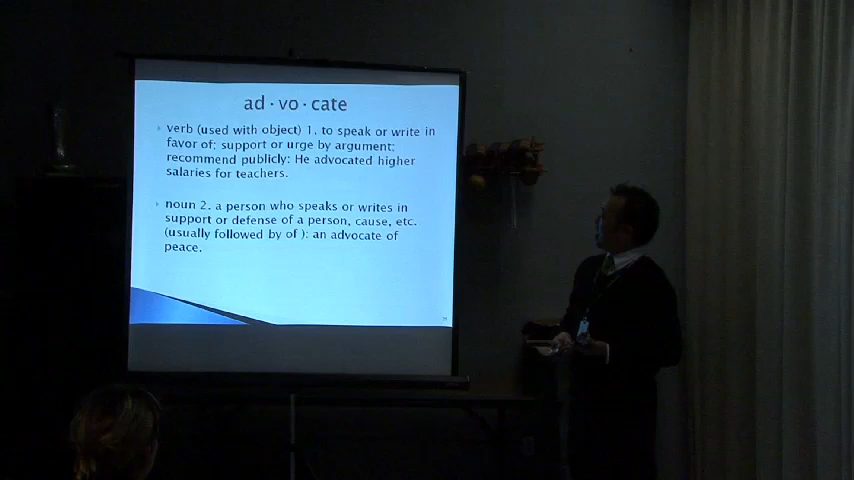 ad · vo · cate
verb (used with object) 1. to speak or write in
favor of; support or urge by argument;
recommend publicly: He advocated higher
salaries for teachers.
noun 2. a person who speaks or writes in
support or defense of a person, cause, etc.
(usually followed by of ): an advocate of
peace.